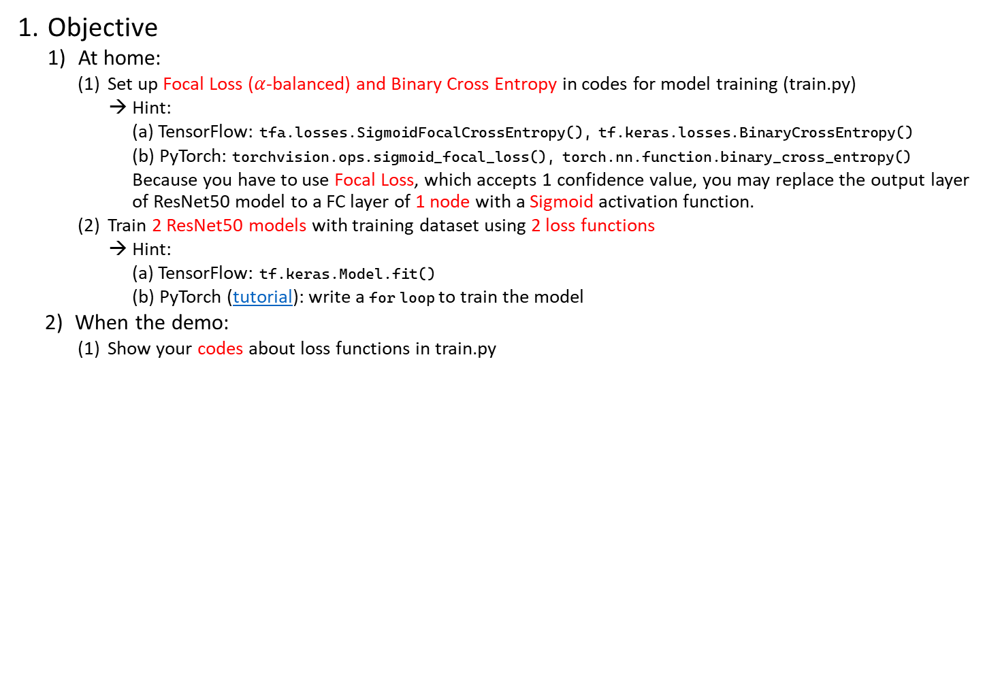 1. Objective
1) At home:
(1) Set up Focal Loss (α-balanced) and Binary Cross Entropy in codes for model training (train.py)
→ Hint:
(a) TensorFlow: tfa.losses.SigmoidFocalCrossEntropy(), tf.keras.losses.BinaryCrossEntropy()
(b) PyTorch: torchvision.ops.sigmoid_focal_loss(), torch.nn.function.binary_cross_entropy()
Because you have to use Focal Loss, which accepts 1 confidence value, you may replace the output layer
of ResNet50 model to a FC layer of 1 node with a Sigmoid activation function.
(2) Train 2 ResNet50 models with training dataset using 2 loss functions
→ Hint:
(a) TensorFlow: tf.keras.Model.fit()
(b) PyTorch (tutorial): write a for loop to train the model
2) When the demo:
(1) Show your codes about loss functions in train.py